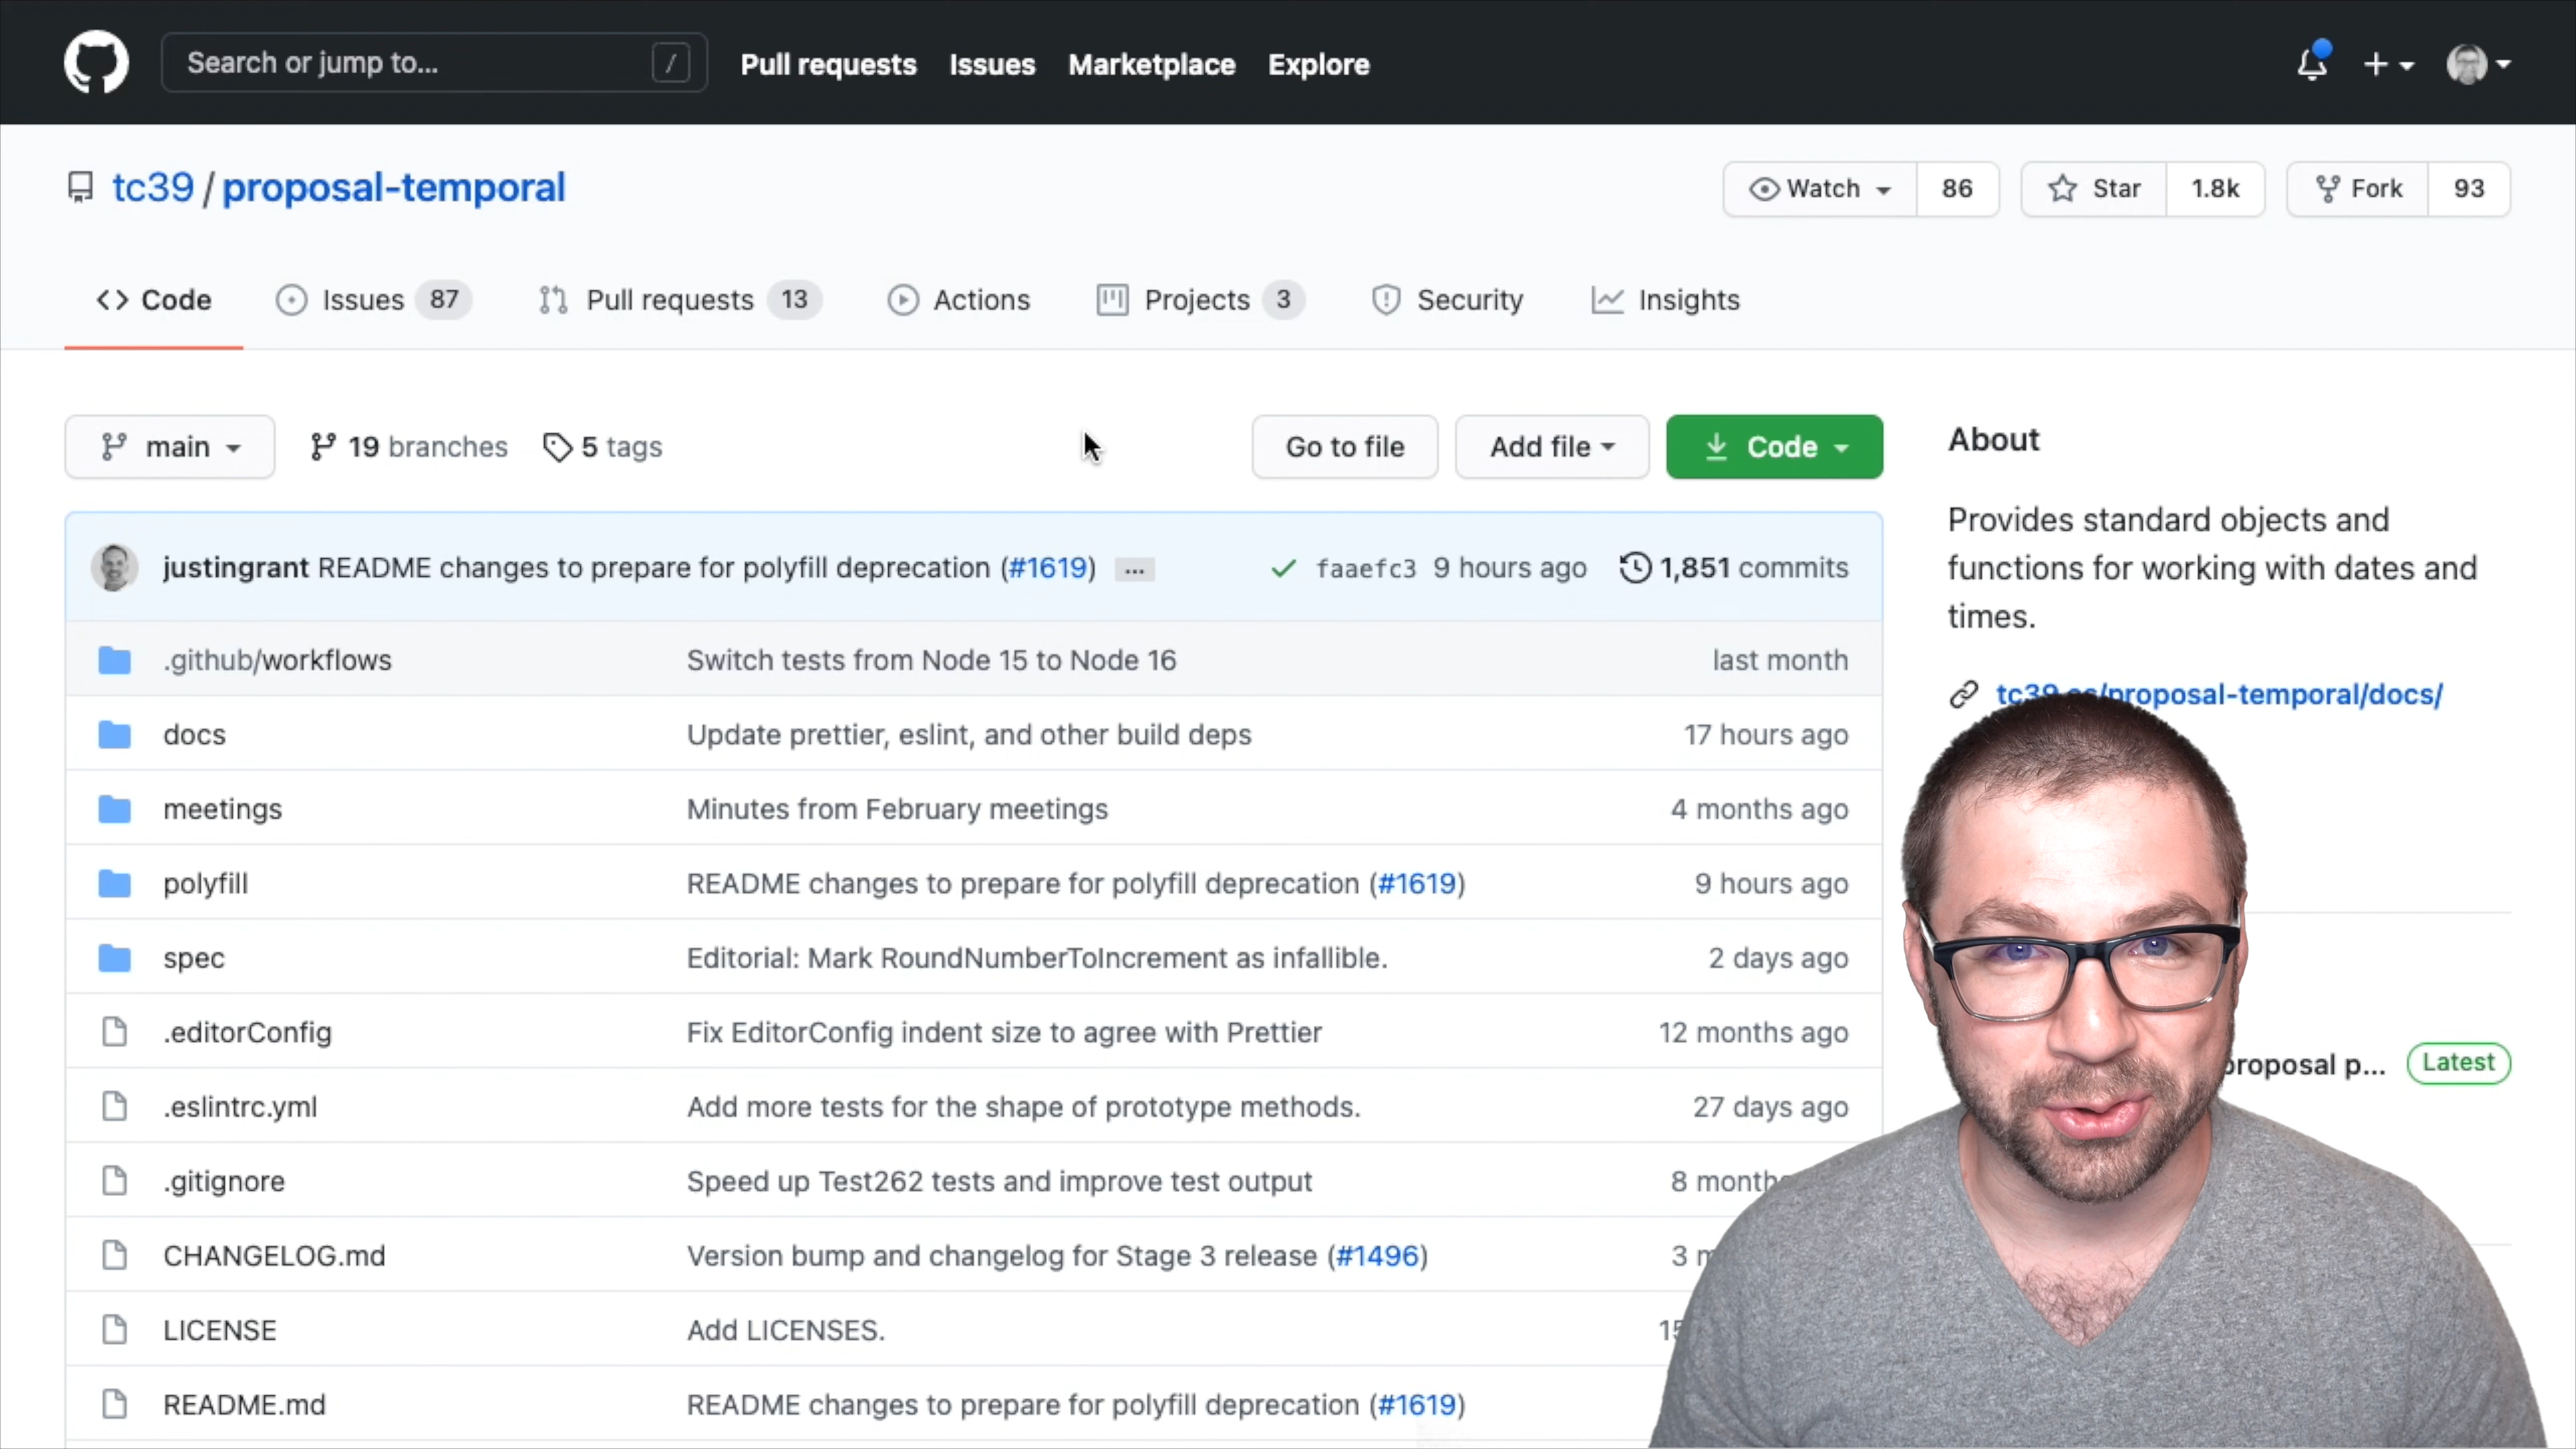 Search or jump to... /
Pull requests Issues Marketplace Explore
tc39 / proposal-temporal
Watch 86 Star 1.8k Fork 93
Code Issues 87 Pull requests 13 Actions Projects 3 Security Insights
main 19 branches 5 tags Go to file Add file Code
justingrant README changes to prepare for polyfill deprecation (#1619) ... faaefc3 9 hours ago 1,851 commits
.github/workflows Switch tests from Node 15 to Node 16 last month
docs Update prettier, eslint, and other build deps 17 hours ago
meetings Minutes from February meetings 4 months ago
polyfill README changes to prepare for polyfill deprecation (#1619) 9 hours ago
spec Editorial: Mark RoundNumberToIncrement as infallible. 2 days ago
.editorConfig Fix EditorConfig indent size to agree with Prettier 12 months ago
.eslintrc.yml Add more tests for the shape of prototype methods. 27 days ago
.gitignore Speed up Test262 tests and improve test output 8
CHANGELOG.md Version bump and changelog for Stage 3 release (#1496) 3
LICENSE Add LICENSES.
README.md README changes to prepare for polyfill deprecation (#1619)
About
Provides standard objects and
functions for working with dates and
times.
tc39.es/proposal-temporal/docs/
proposal p... Latest